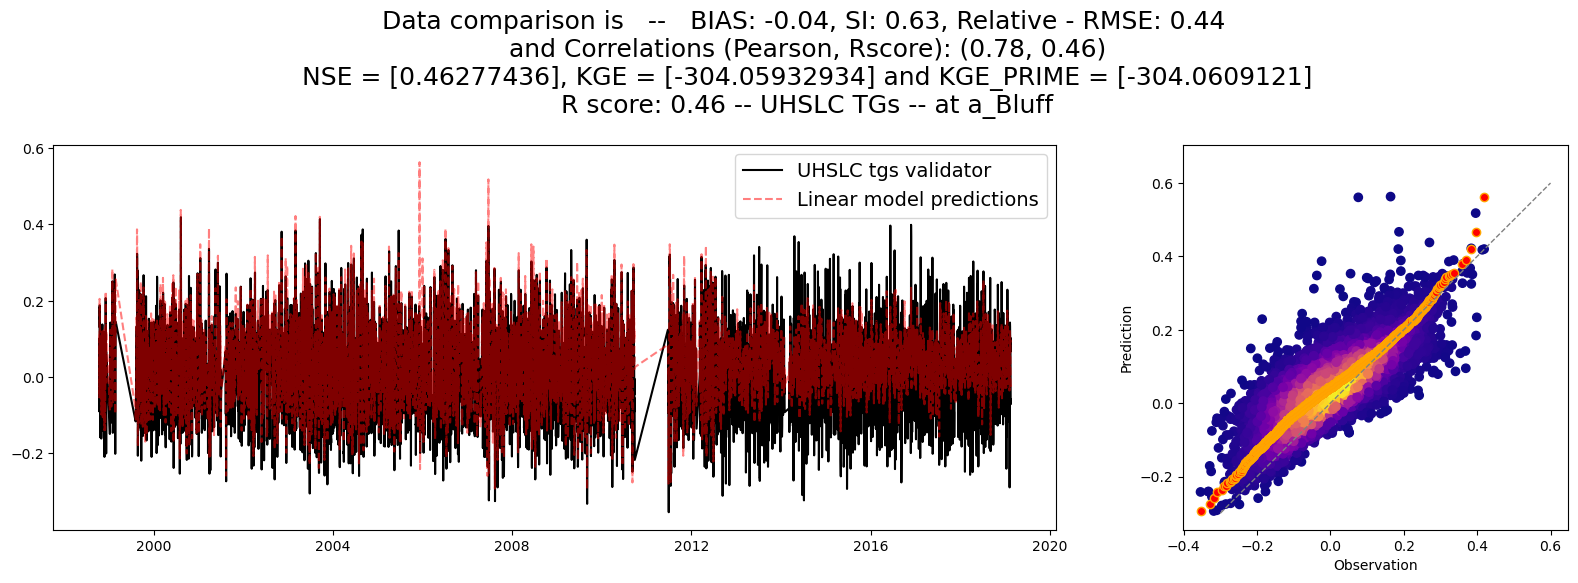 Data comparison is -- BIAS: -0.04, SI: 0.63, Relative - RMSE: 0.44
and Correlations (Pearson, Rscore): (0.78, 0.46)
NSE = [0.46277436], KGE = [-304.05932934] and KGE_PRIME = [-304.0609121]
R score: 0.46 -- UHSLC TGs -- at a_Bluff
0.6
0.4
0.2
0.0
−0.2
2000
2004
2008
2012
2016
2020
UHSLC tgs validator
Linear model predictions
Prediction
0.6
0.4
0.2
0.0
−0.2
−0.4
−0.2
0.0
0.2
0.4
0.6
Observation